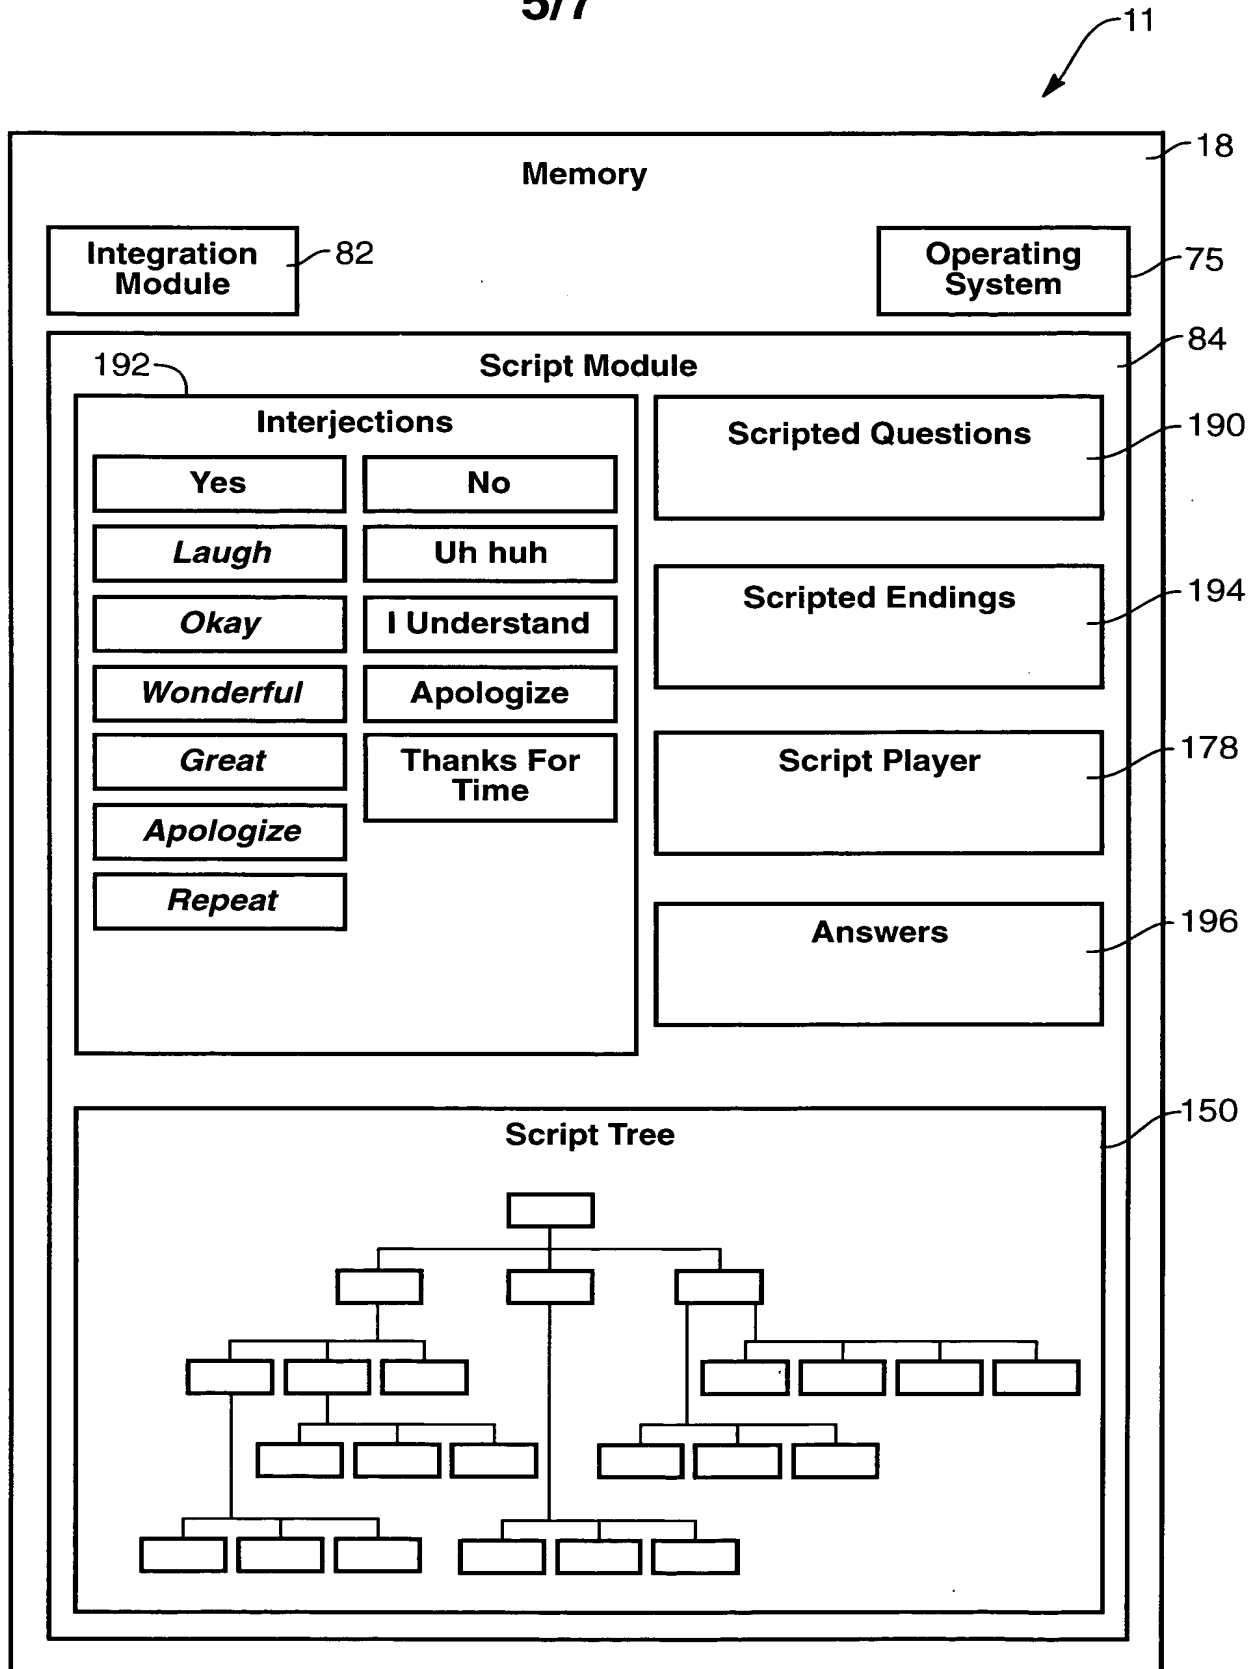 5/7
11
Memory
18
Integration
Module
82
Operating
System
75
Script Module
84
192
Interjections
Yes
No
Laugh
Uh huh
Okay
I Understand
Wonderful
Apologize
Great
Thanks For
Time
Apologize
Repeat
Scripted Questions
190
Scripted Endings
194
Script Player
178
Answers
196
Script Tree
150